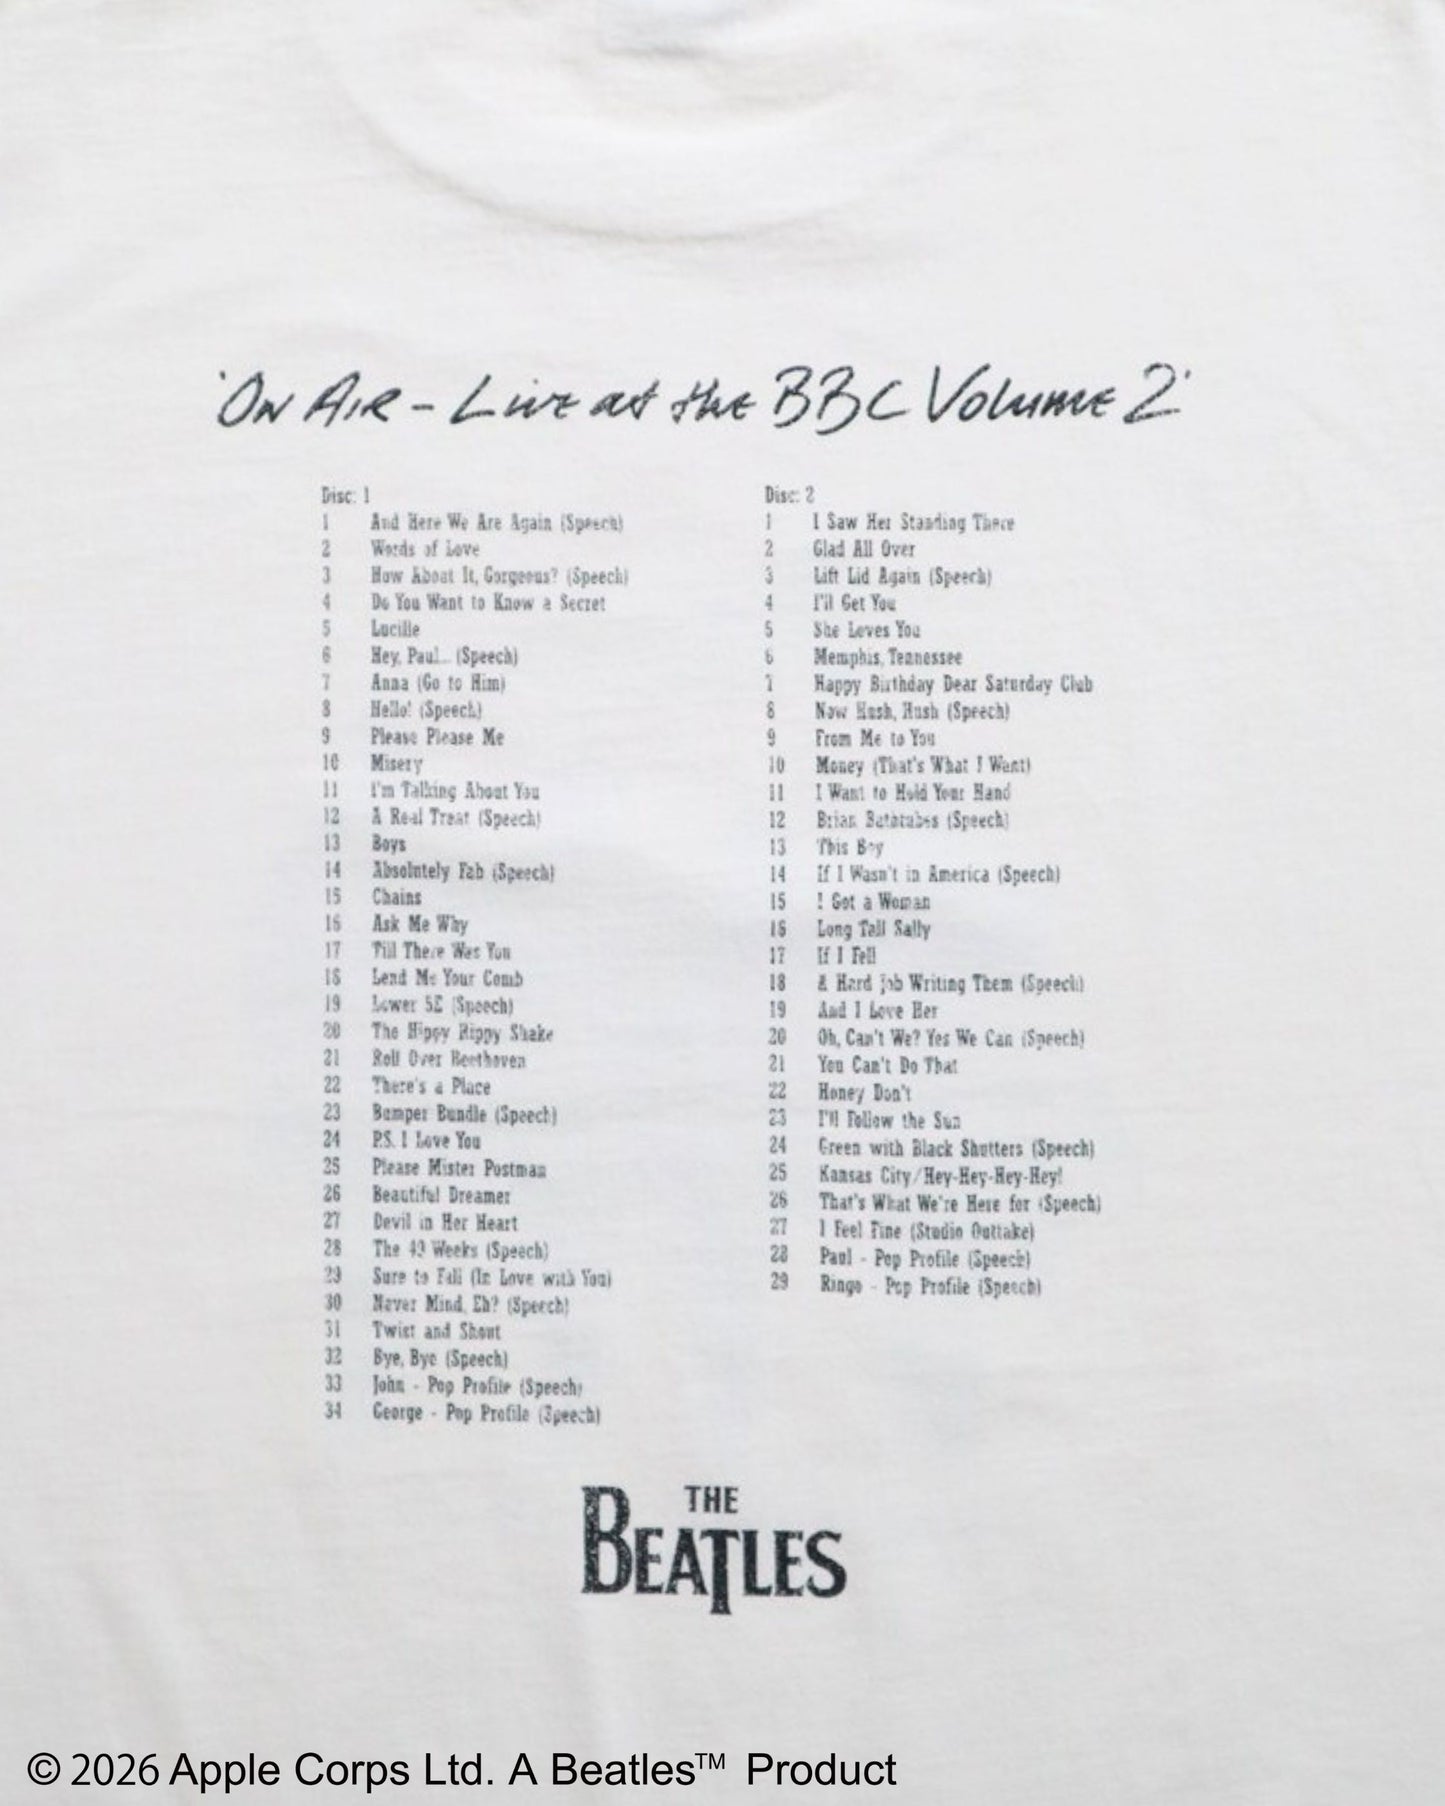 'On Air - Live at the BBC Volume 2'
Disc: 1
1 And Here We Are Again (Speech)
2 Words of Love
3 How About It, Gorgeous? (Speech)
4 Do You Want to Know a Secret
5 Lucille
6 Hey, Paul... (Speech)
7 Anna (Go to Him)
8 Hello! (Speech)
9 Please Please Me
10 Misery
11 I'm Talking About You
12 A Real Treat (Speech)
13 Boys
14 Absolutely Fab (Speech)
15 Chains
16 Ask Me Why
17 Till There Was You
18 Lend Me Your Comb
19 Lower 5E (Speech)
20 The Hippy Hippy Shake
21 Roll Over Beethoven
22 There's a Place
23 Bumper Bundle (Speech)
24 P.S. I Love You
25 Please Mister Postman
26 Beautiful Dreamer
27 Devil in Her Heart
28 The 49 Weeks (Speech)
29 Sure to Fall (In Love with You)
30 Never Mind, Eh? (Speech)
31 Twist and Shout
32 Bye, Bye (Speech)
33 John - Pop Profile (Speech)
34 George - Pop Profile (Speech)
Disc: 2
1 I Saw Her Standing There
2 Glad All Over
3 Lift Lid Again (Speech)
4 I'll Get You
5 She Loves You
6 Memphis, Tennessee
7 Happy Birthday Dear Saturday Club
8 Now Hush, Hush (Speech)
9 From Me to You
10 Money (That's What I Want)
11 I Want to Hold Your Hand
12 Brian Bathtubes (Speech)
13 This Boy
14 If I Wasn't in America (Speech)
15 I Got a Woman
16 Long Tall Sally
17 If I Fell
18 A Hard Job Writing Them (Speech)
19 And I Love Her
20 Oh, Can't We? Yes We Can (Speech)
21 You Can't Do That
22 Honey Don't
23 I'll Follow the Sun
24 Green with Black Shutters (Speech)
25 Kansas City/Hey-Hey-Hey-Hey!
26 That's What We're Here for (Speech)
27 I Feel Fine (Studio Outtake)
28 Paul - Pop Profile (Speech)
29 Ringo - Pop Profile (Speech)
THE
BEATLES
© 2026 Apple Corps Ltd. A Beatles™ Product